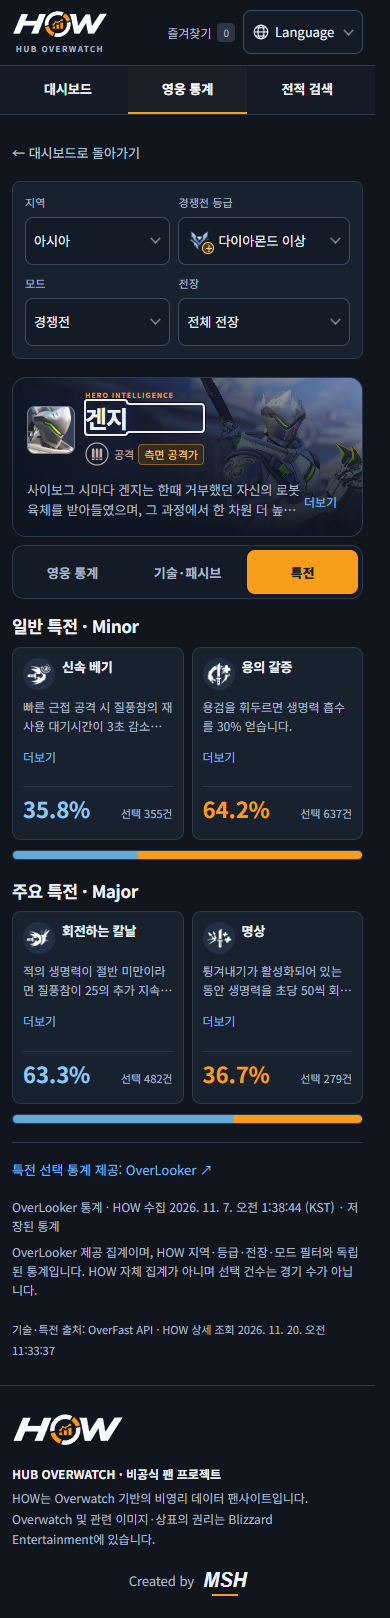 HOW
HUB OVERWATCH
즐겨찾기 0
Language
대시보드 영웅 통계 전적 검색
← 대시보드로 돌아가기
지역 경쟁전 등급
아시아 다이아몬드 이상
모드 전장
경쟁전 전체 전장
HERO INTELLIGENCE
겐지
공격 측면 공격가
사이보그 시마다 겐지는 한때 거부했던 자신의 로봇
육체를 받아들였으며, 그 과정에서 한 차원 더 높… 더보기
영웅 통계 기술·패시브 특전
일반 특전 · Minor
신속 베기
빠른 근접 공격 시 질풍참의 재
사용 대기시간이 3초 감소…
더보기
35.8% 선택 355건
용의 갈증
용검을 휘두르면 생명력 흡수
를 30% 얻습니다.
더보기
64.2% 선택 637건
주요 특전 · Major
회전하는 칼날
적의 생명력이 절반 미만이라
면 질풍참이 25의 추가 지속…
더보기
63.3% 선택 482건
명상
튕겨내기가 활성화되어 있는
동안 생명력을 초당 50씩 회…
더보기
36.7% 선택 279건
특전 선택 통계 제공: OverLooker ↗
OverLooker 통계 · HOW 수집 2026. 11. 7. 오전 1:38:44 (KST) · 저
장된 통계
OverLooker 제공 집계이며, HOW 지역·등급·전장·모드 필터와 독립
된 통계입니다. HOW 자체 집계가 아니며 선택 건수는 경기 수가 아닙
니다.
기술·특전 출처: OverFast API · HOW 상세 조회 2026. 11. 20. 오전
11:33:37
HOW
HUB OVERWATCH · 비공식 팬 프로젝트
HOW는 Overwatch 기반의 비영리 데이터 팬사이트입니다.
Overwatch 및 관련 이미지·상표의 권리는 Blizzard
Entertainment에 있습니다.
Created by MSH